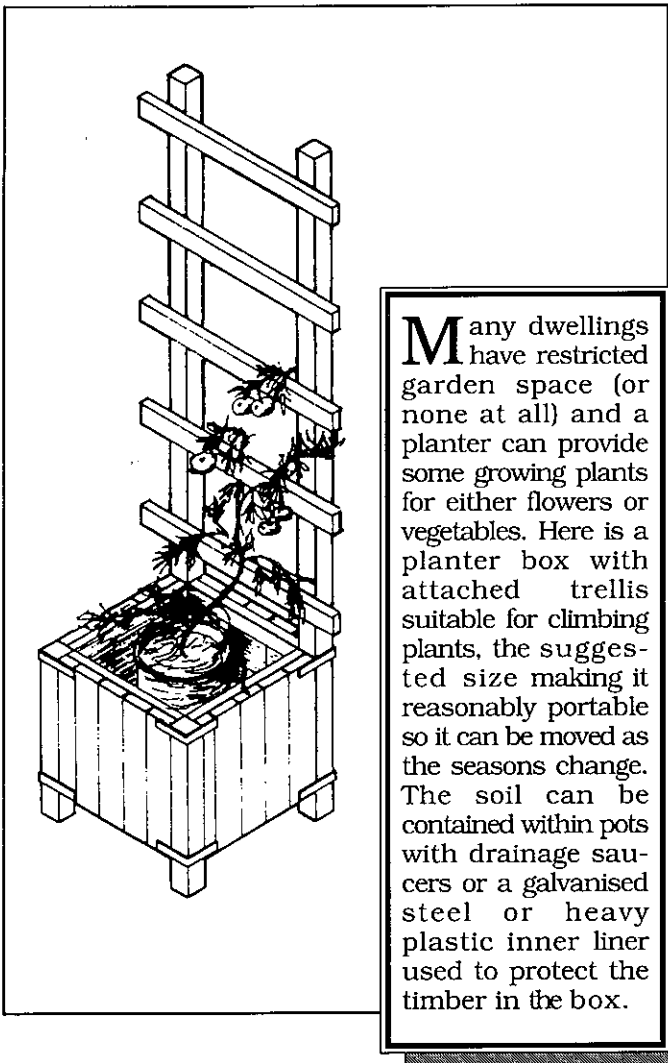 Many dwellings
have restricted
garden space (or
none at all) and a
planter can provide
some growing plants
for either flowers or
vegetables. Here is a
planter box with
attached trellis
suitable for climbing
plants, the sugges-
ted size making it
reasonably portable
so it can be moved as
the seasons change.
The soil can be
contained within pots
with drainage sau-
cers or a galvanised
steel or heavy
plastic inner liner
used to protect the
timber in the box.